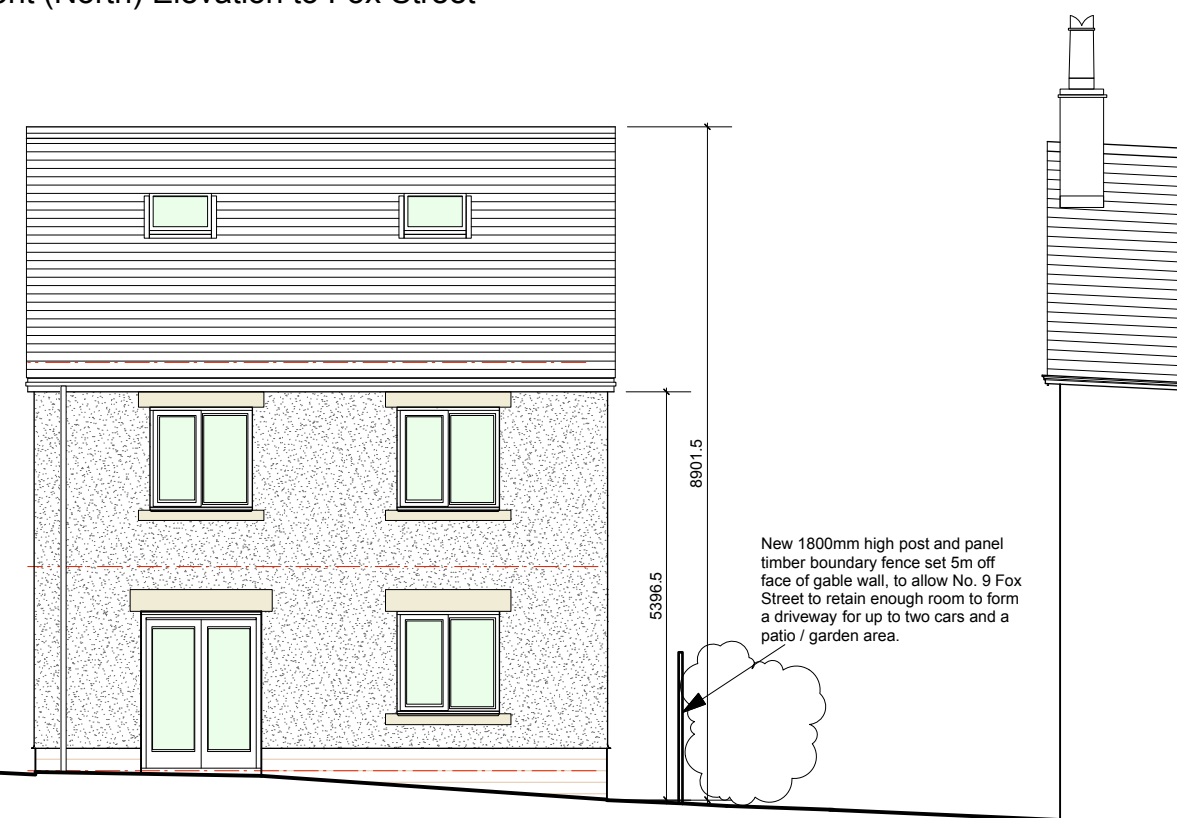 (North) Elevation to Fox Street
8901.5
5396.5
New 1800mm high post and panel
timber boundary fence set 5m off
face of gable wall, to allow No. 9 Fox
Street to retain enough room to form
a driveway for up to two cars and a
patio / garden area.